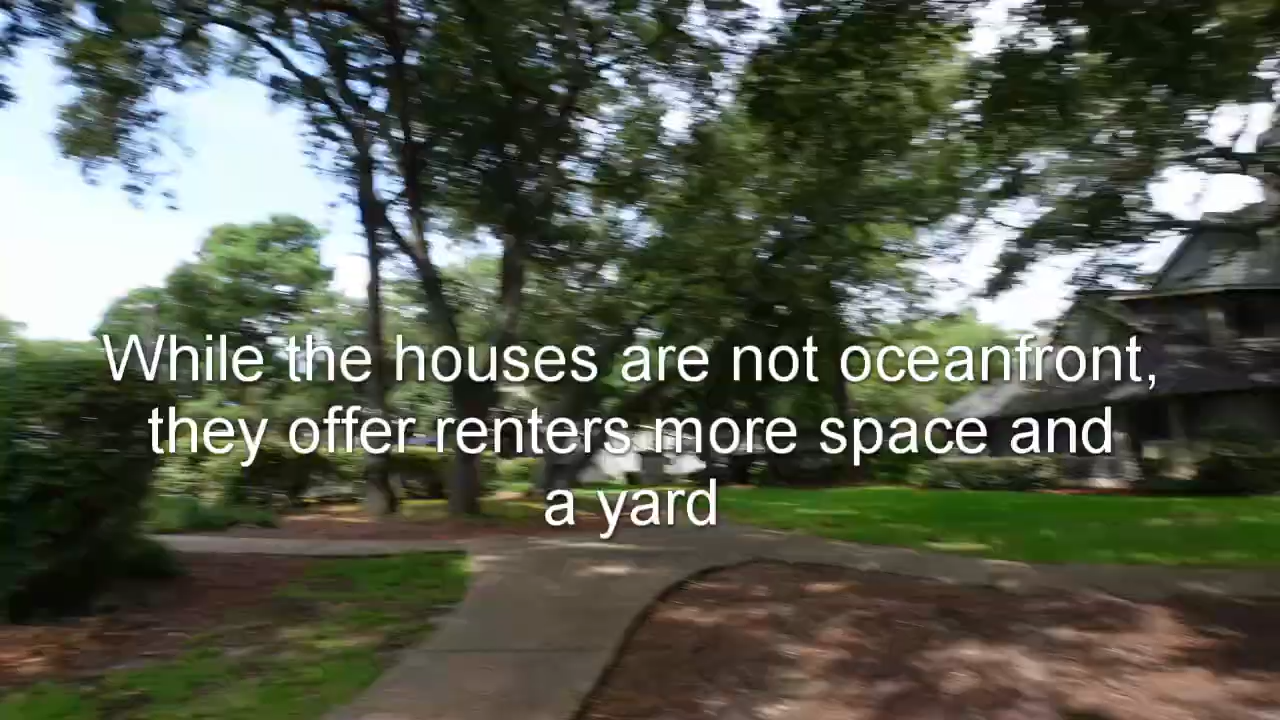 While the houses are not oceanfront,
they offer renters more space and
a yard